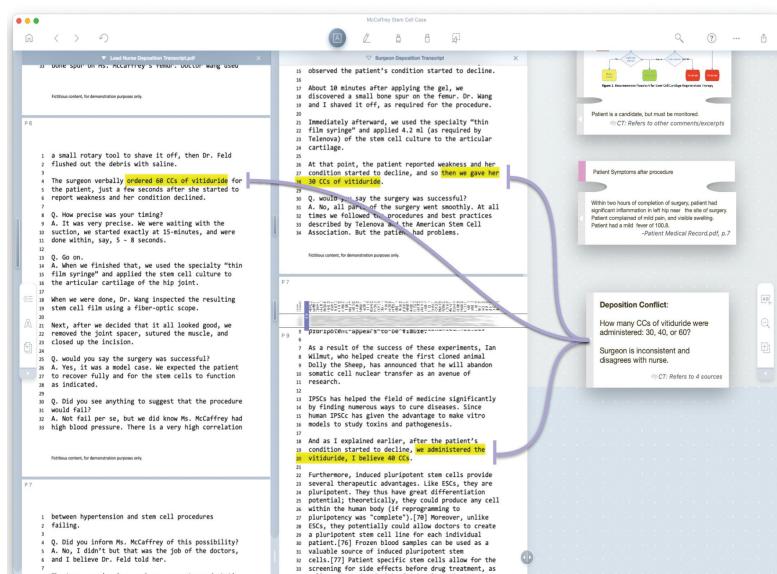 McCaffrey Stem Cell Case
Lead Nurse Deposition Transcript.pdf
33 bone spur on Ms. McCaffrey's femur. Doctor Wang used
Fictitious content, for demonstration purposes only.
P 6
1 a small rotary tool to shave it off, then Dr. Feld
2 flushed out the debris with saline.
3
4 The surgeon verbally ordered 60 CCs of vitiduride for
5 the patient, just a few seconds after she started to
6 report weakness and her condition declined.
7
8 Q. How precise was your timing?
9 A. It was very precise. We were waiting with the
10 suction, we started exactly at 15-minutes, and were
11 done within, say, 5 - 8 seconds.
12
13 Q. Go on.
14 A. When we finished that, we used the specialty "thin
15 film syringe" and applied the stem cell culture to
16 the articular cartilage of the hip joint.
17
18 When we were done, Dr. Wang inspected the resulting
19 stem cell film using a fiber-optic scope.
20
21 Next, after we decided that it all looked good, we
22 removed the joint spacer, sutured the muscle, and
23 closed up the incision.
24
25 Q. would you say the surgery was successful?
26 A. Yes, it was a model case. We expected the patient
27 to recover fully and for the stem cells to function
28 as indicated.
29
30 Q. Did you see anything to suggest that the procedure
31 would fail?
32 A. Not fail per se, but we did know Ms. McCaffrey had
33 high blood pressure. There is a very high correlation
Fictitious content, for demonstration purposes only.
P 7
1 between hypertension and stem cell procedures
2 failing.
3
4 Q. Did you inform Ms. McCaffrey of this possibility?
5 A. No, I didn't but that was the job of the doctors,
6 and I believe Dr. Feld told her.
7
Surgeon Deposition Transcript
15 observed the patient's condition started to decline.
16
17 About 10 minutes after applying the gel, we
18 discovered a small bone spur on the femur. Dr. Wang
19 and I shaved it off, as required for the procedure.
20
21 Immediately afterward, we used the specialty "thin
22 film syringe" and applied 4.2 ml (as required by
23 Telenova) of the stem cell culture to the articular
24 cartilage.
25
26 At that point, the patient reported weakness and her
27 condition started to decline, and so then we gave her
28 30 CCs of vitiduride.
29
30 Q. would you say the surgery was successful?
31 A. No, all parts of the surgery went smoothly. At all
32 times we followed the procedures and best practices
33 described by Telenova and the American Stem Cell
34 Association. But the patient had problems.
Fictitious content, for demonstration purposes only.
P 7
P 9
5 pluripotent appears to be viable.
6
7 As a result of the success of these experiments, Ian
8 Wilmut, who helped create the first cloned animal
9 Dolly the Sheep, has announced that he will abandon
10 somatic cell nuclear transfer as an avenue of
11 research.
12
13 IPSCs has helped the field of medicine significantly
14 by finding numerous ways to cure diseases. Since
15 human IPSCc has given the advantage to make vitro
16 models to study toxins and pathogenesis.
17
18 And as I explained earlier, after the patient's
19 condition started to decline, we administered the
20 vitiduride, I believe 40 CCs.
21
22 Furthermore, induced pluripotent stem cells provide
23 several therapeutic advantages. Like ESCs, they are
24 pluripotent. They thus have great differentiation
25 potential; theoretically, they could produce any cell
26 within the human body (if reprogramming to
27 pluripotency was "complete").[70] Moreover, unlike
28 ESCs, they potentially could allow doctors to create
29 a pluripotent stem cell line for each individual
30 patient.[76] Frozen blood samples can be used as a
31 valuable source of induced pluripotent stem
32 cells.[77] Patient specific stem cells allow for the
33 screening for side effects before drug treatment, as
Patient is a candidate, but must be monitored.
CT: Refers to other comments/excerpts
Patient Symptoms after procedure
Within two hours of completion of surgery, patient had
significant inflammation in left hip near the site of surgery.
Patient complained of mild pain, and visible swelling.
Patient had a mild fever of 100.8.
-Patient Medical Record.pdf, p.7
Deposition Conflict:
How many CCs of vitiduride were
administered: 30, 40, or 60?
Surgeon is inconsistent and
disagrees with nurse.
CT: Refers to 4 sources